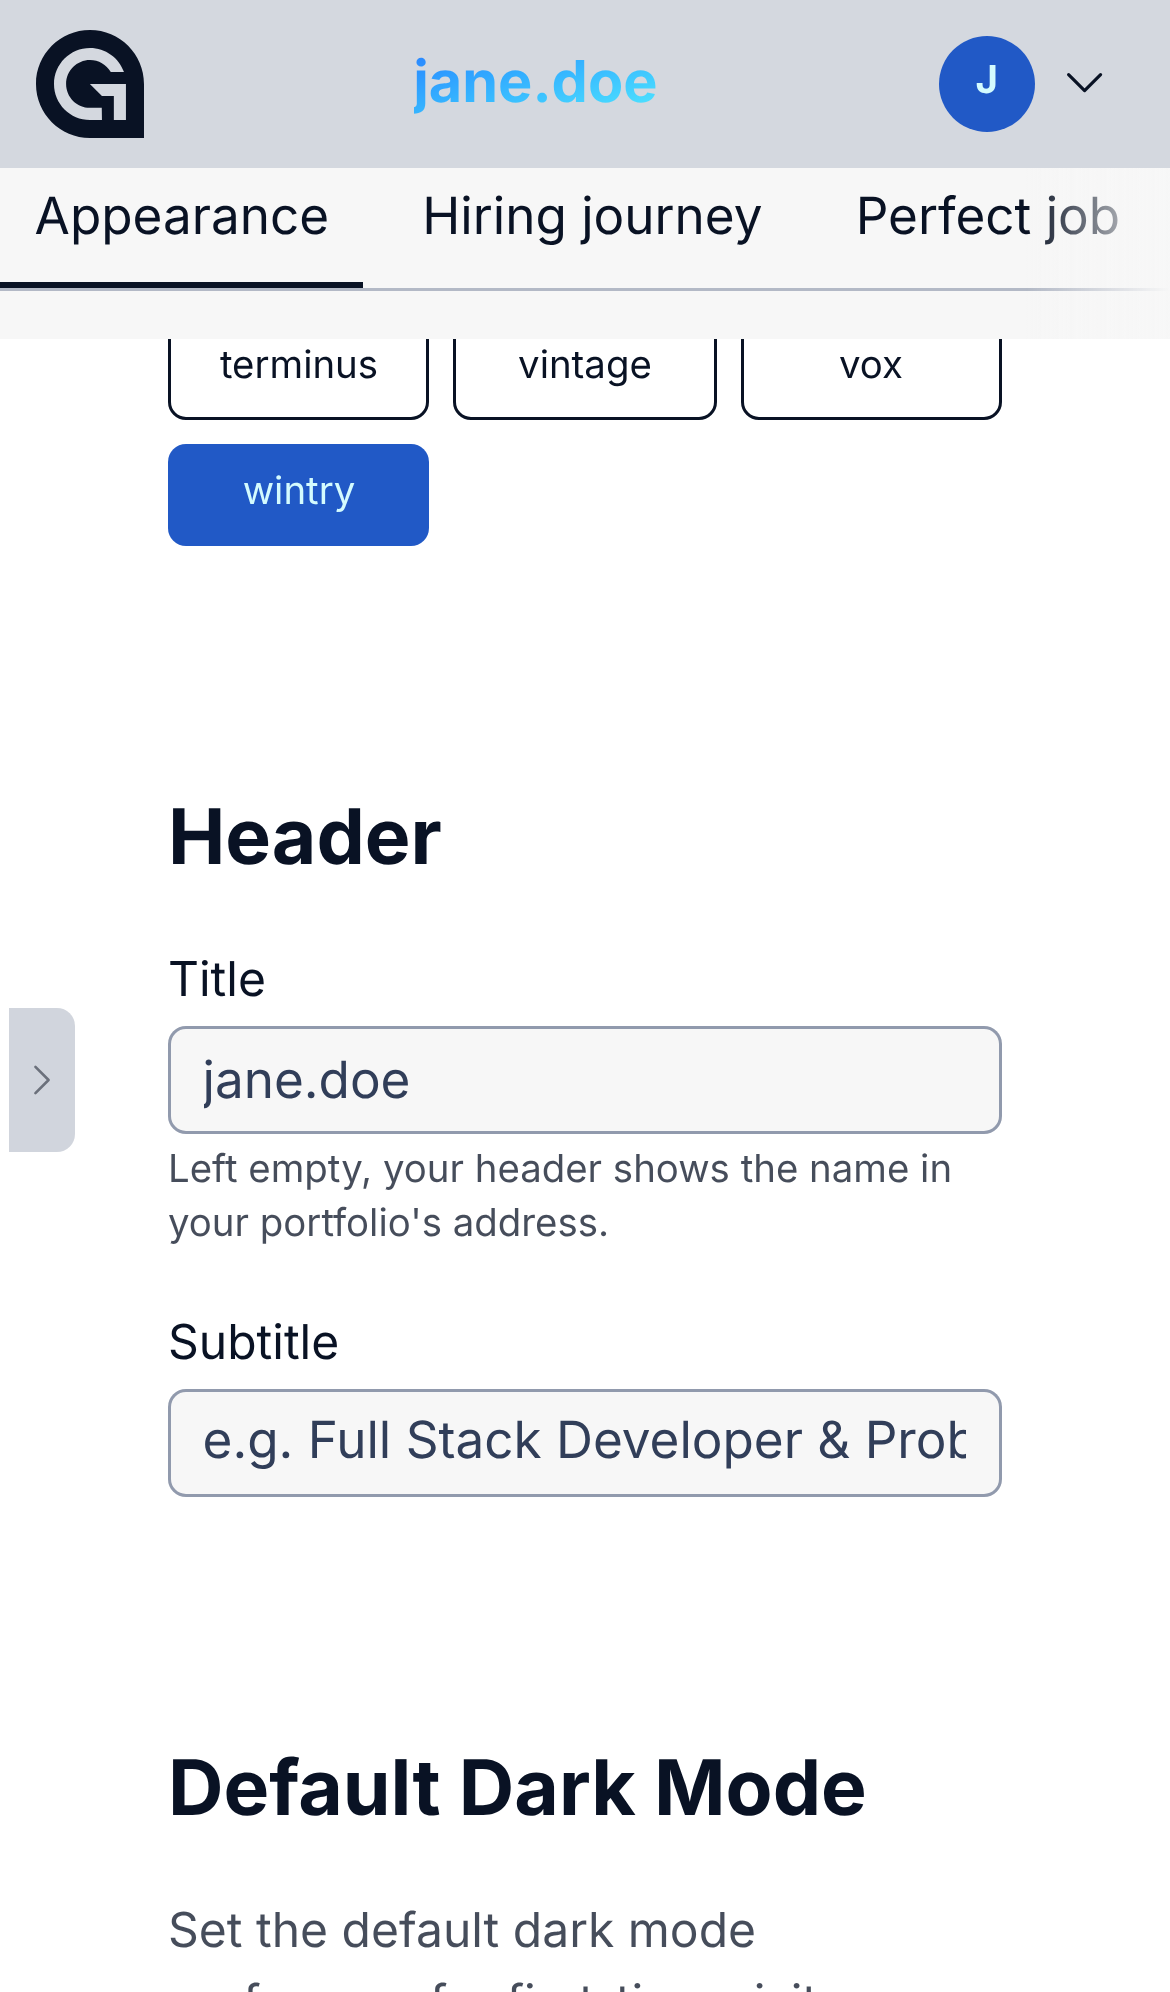 jane.doe
J
Appearance
Hiring journey
Perfect job
terminus
vintage
vox
wintry
Header
Title
jane.doe
Left empty, your header shows the name in
your portfolio's address.
Subtitle
e.g. Full Stack Developer & Prob
Default Dark Mode
Set the default dark mode